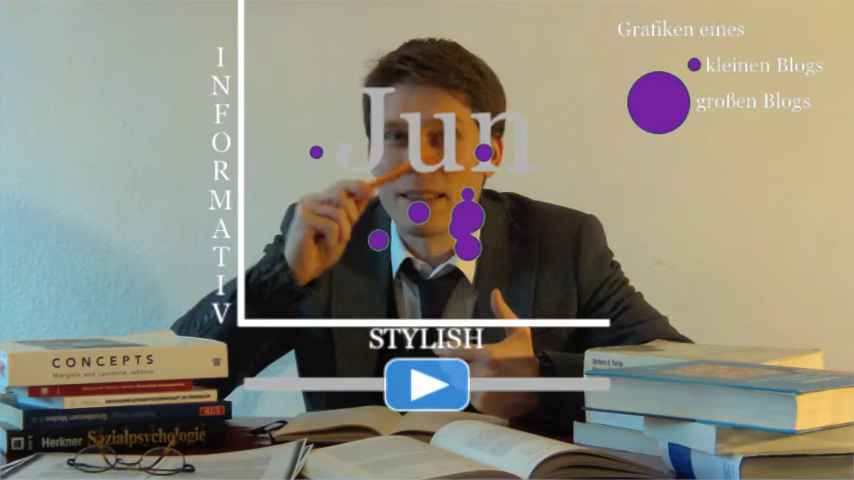 Grafiken eines
kleinen Blogs
großen Blogs
INFORMATIV
Jun
STYLISH
CONCEPTS
Margolis and Laurence, editors
Herkner Sozialpsychologie